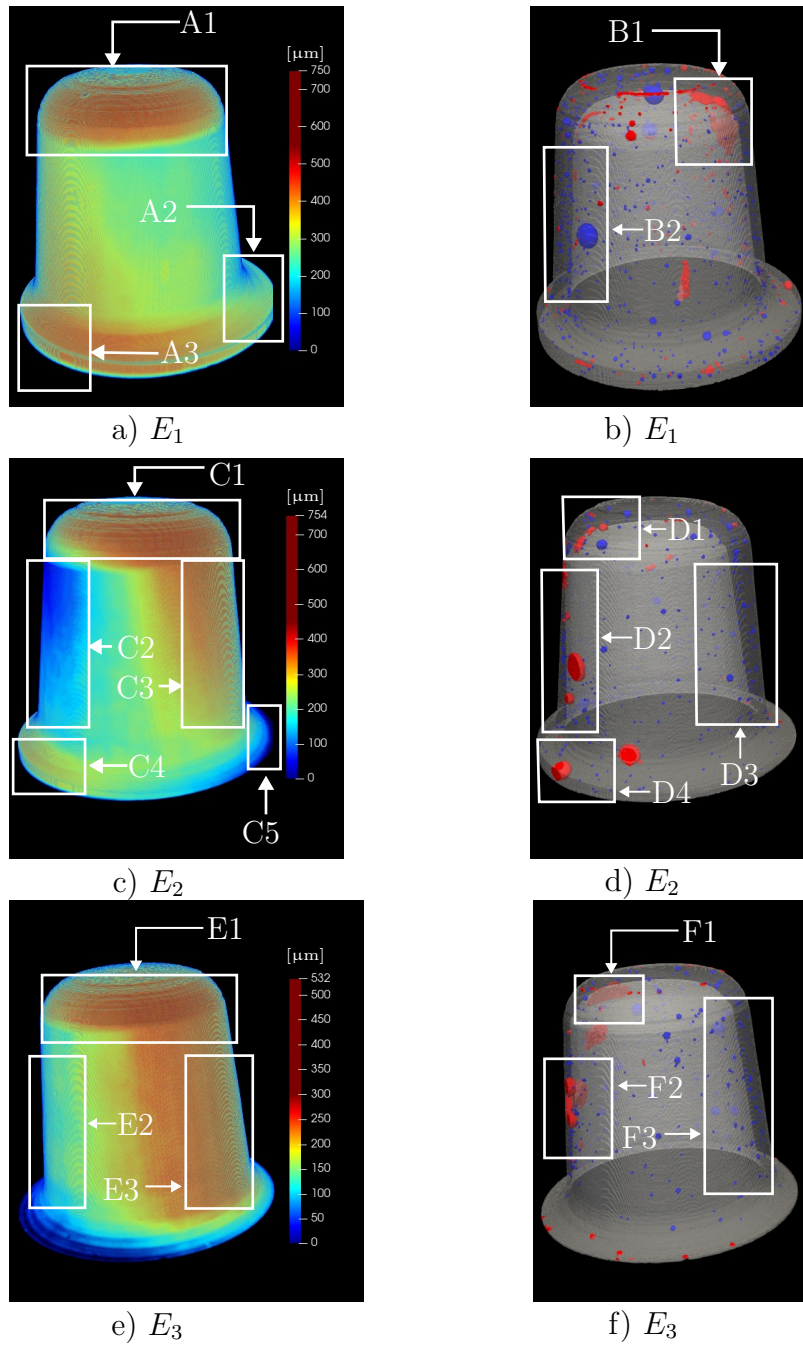 A1
[µm]
750
700
600
500
400
300
200
100
0
A2
A3
B1
B2
a) E₁
b) E₁
C1
[µm]
754
700
600
500
400
300
200
100
0
C2
C3
C4
C5
D1
D2
D3
D4
c) E₂
d) E₂
E1
[µm]
532
500
450
400
350
300
250
200
150
100
50
0
E2
E3
F1
F2
F3
e) E₃
f) E₃